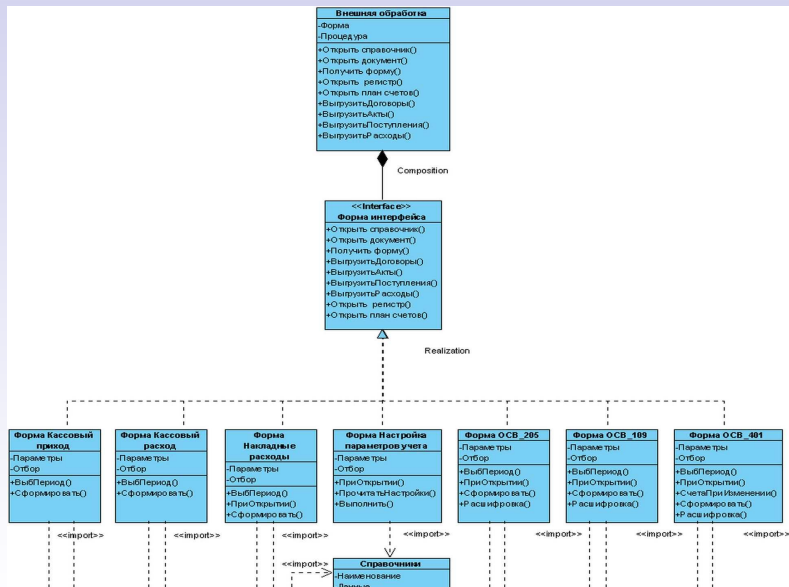 Внешняя обработка
-Форма
-Процедура
+Открыть справочник()
+Открыть документ()
+Получить форму()
+Открыть  регистр()
+Открыть план счетов()
+ВыгрузитьДоговоры()
+ВыгрузитьАкты()
+ВыгрузитьПоступления()
+ВыгрузитьРасходы()
Composition
<<Interface>>
Форма интерфейса
+Открыть справочник()
+Открыть документ()
+Получить форму()
+ВыгрузитьДоговоры()
+ВыгрузитьАкты()
+ВыгрузитьПоступления()
+ВыгрузитьРасходы()
+Открыть  регистр()
+Открыть план счетов()
Realization
Форма Кассовый
приход
-Параметры
-Отбор
+ВыбПериод()
+Сформировать()
Форма Кассовый
расход
-Параметры
-Отбор
+ВыбПериод()
+Сформировать()
Форма
Накладные
расходы
-Параметры
-Отбор
+ВыбПериод()
+ПриОткрытии()
+Сформировать()
Форма Настройка
параметров учета
-Параметры
-Отбор
+ПриОткрытии()
+ПрочитатьНастройки()
+Выполнить()
Форма ОСВ_205
-Параметры
-Отбор
+ВыбПериод()
+ПриОткрытии()
+Сформировать()
+Расшифровка()
Форма ОСВ_109
-Параметры
-Отбор
+ВыбПериод()
+ПриОткрытии()
+Сформировать()
+Расшифровка()
Форма ОСВ_401
-Параметры
-Отбор
+ВыбПериод()
+ПриОткрытии()
+СчетаПриИзменении()
+Сформировать()
+Расшифровка()
<<import>>
<<import>>
<<import>>
<<import>>
<<import>>
<<import>>
<<import>>
<<import>>
Справочники
-Наименование
-Данные